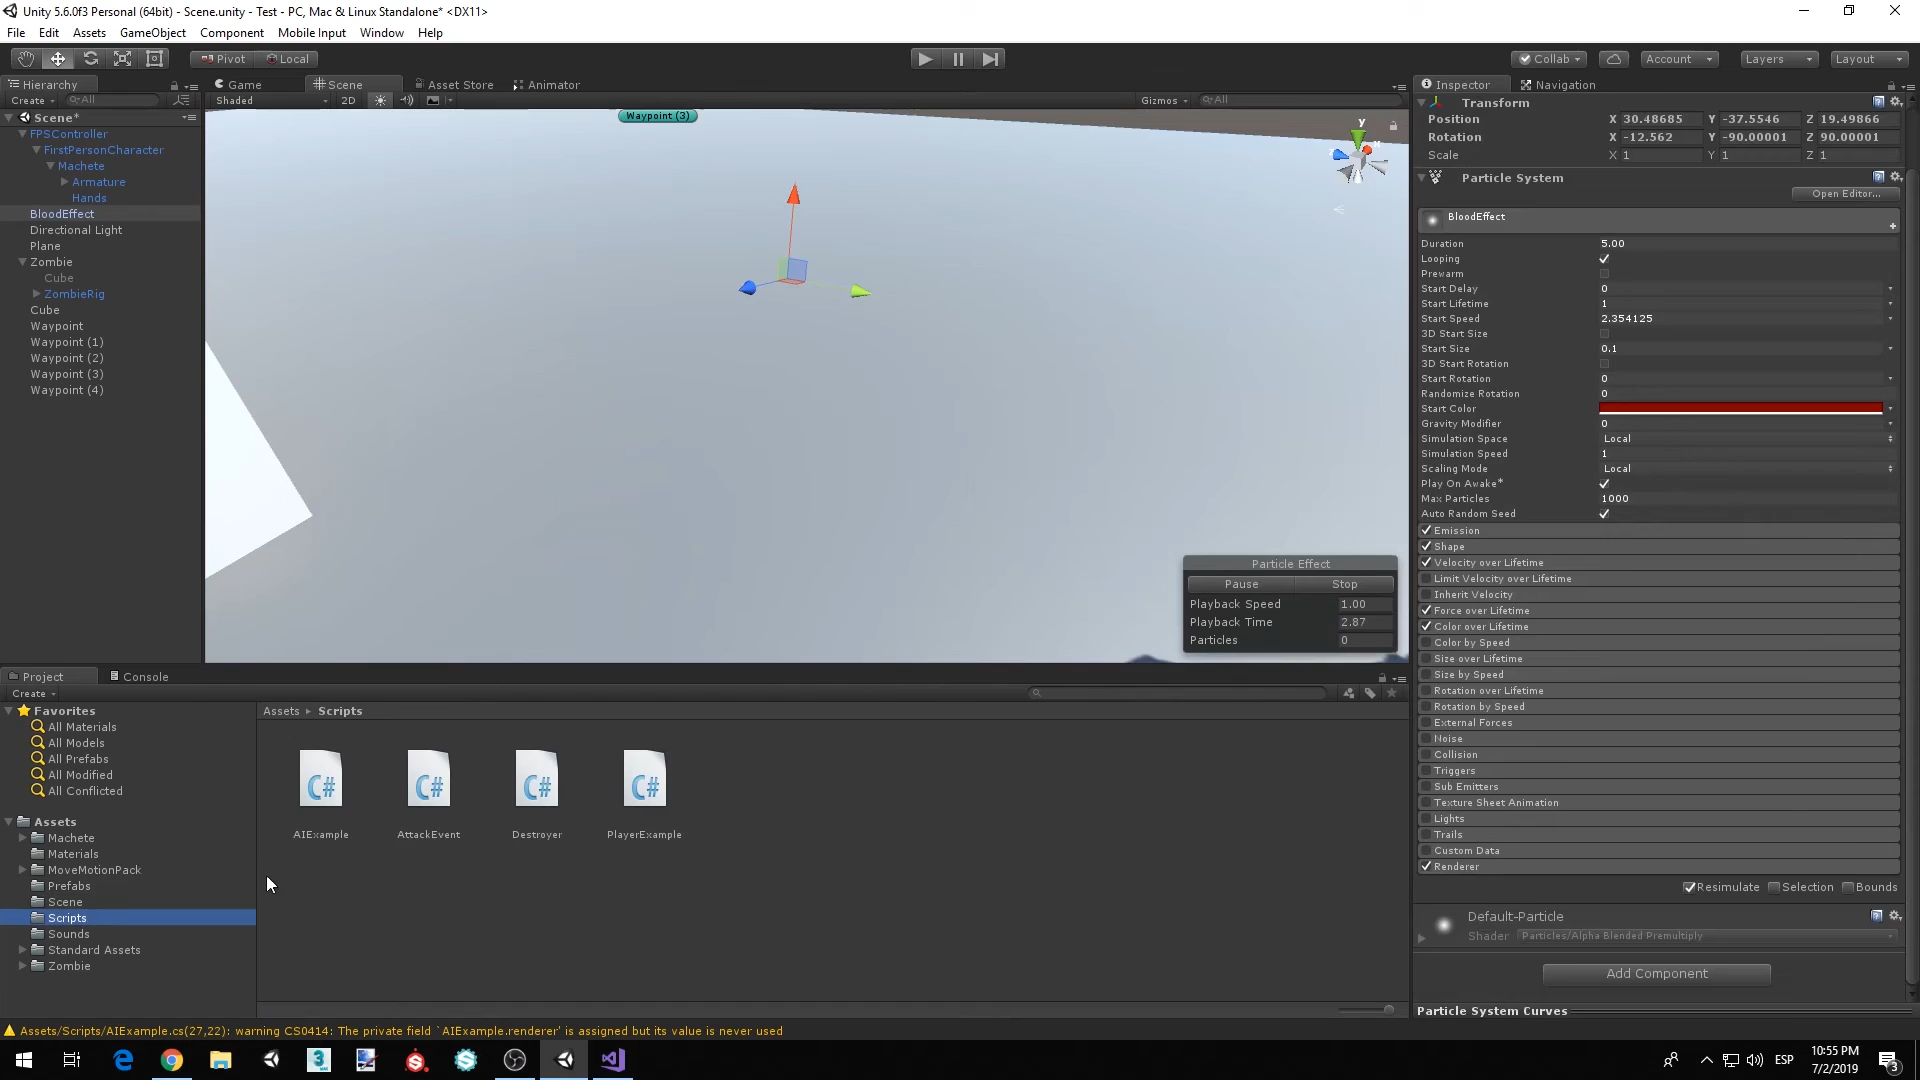 Unity 5.6.0f3 Personal (64bit) - Scene.unity - Test - PC, Mac & Linux Standalone* <DX11>
File Edit Assets GameObject Component Mobile Input Window Help
Pivot Local
Collab Account Layers Layout
Hierarchy
Create All
Scene*
FPSController
FirstPersonCharacter
Machete
Armature
Hands
BloodEffect
Directional Light
Plane
Zombie
Cube
ZombieRig
Cube
Waypoint
Waypoint (1)
Waypoint (2)
Waypoint (3)
Waypoint (4)
Game Scene Asset Store Animator
Shaded 2D Gizmos All
Waypoint (3)
y
x
Particle Effect
Pause Stop
Playback Speed 1.00
Playback Time 2.87
Particles 0
Inspector Navigation
Transform
Position X 30.48685 Y -37.5546 Z 19.49866
Rotation X -12.562 Y -90.00001 Z 90.00001
Scale X 1 Y 1 Z 1
Particle System
Open Editor...
BloodEffect
Duration 5.00
Looping
Prewarm
Start Delay 0
Start Lifetime 1
Start Speed 2.354125
3D Start Size
Start Size 0.1
3D Start Rotation
Start Rotation 0
Randomize Rotation 0
Start Color
Gravity Modifier 0
Simulation Space Local
Simulation Speed 1
Scaling Mode Local
Play On Awake*
Max Particles 1000
Auto Random Seed
Emission
Shape
Velocity over Lifetime
Limit Velocity over Lifetime
Inherit Velocity
Force over Lifetime
Color over Lifetime
Color by Speed
Size over Lifetime
Size by Speed
Rotation over Lifetime
Rotation by Speed
External Forces
Noise
Collision
Triggers
Sub Emitters
Texture Sheet Animation
Lights
Trails
Custom Data
Renderer
Resimulate Selection Bounds
Default-Particle
Shader Particles/Alpha Blended Premultiply
Add Component
Particle System Curves
Project Console
Create
Favorites
All Materials
All Models
All Prefabs
All Modified
All Conflicted
Assets
Machete
Materials
MoveMotionPack
Prefabs
Scene
Scripts
Sounds
Standard Assets
Zombie
Assets Scripts
C# C# C# C#
AIExample AttackEvent Destroyer PlayerExample
Assets/Scripts/AIExample.cs(27,22): warning CS0414: The private field `AIExample.renderer' is assigned but its value is never used
ESP
10:55 PM
7/2/2019
3